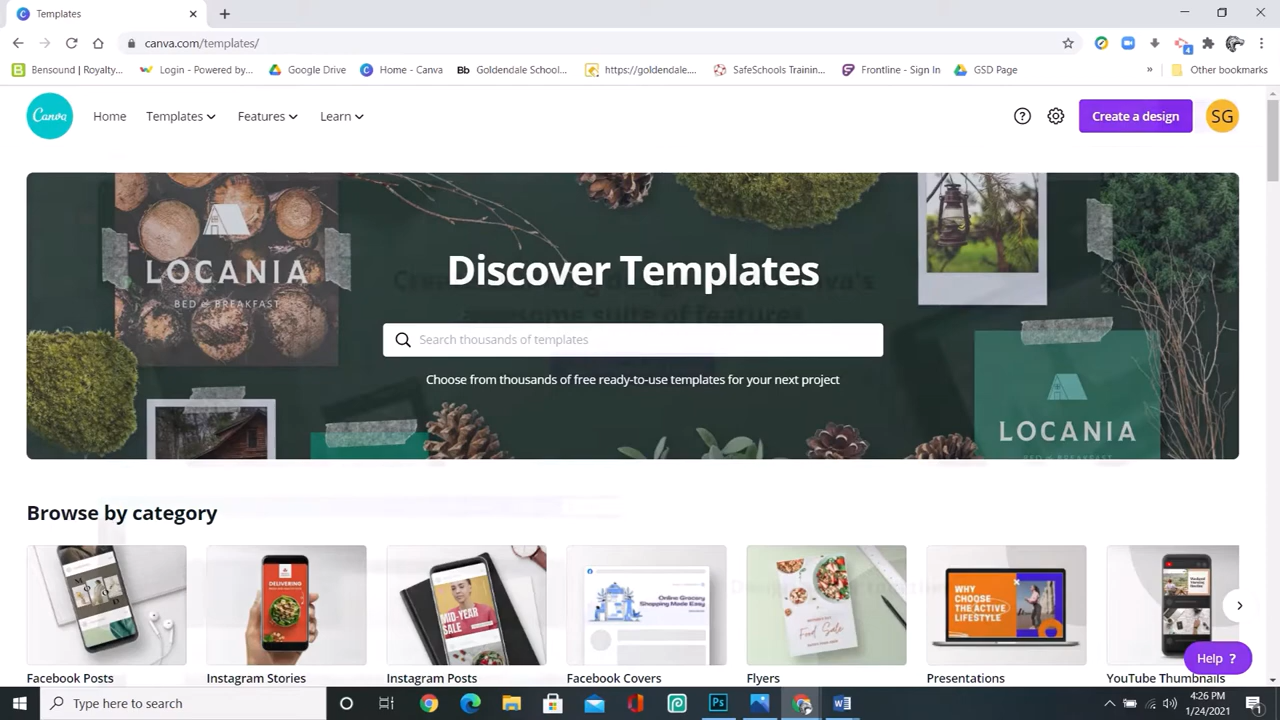 Templates
canva.com/templates/
Bensound | Royalty...
Login - Powered by...
Google Drive
Home - Canva
Bb Goldendale School...
https://goldendale....
SafeSchools Trainin...
Frontline - Sign In
GSD Page
»
Other bookmarks
Canva
Home
Templates
Features
Learn
?
Create a design
SG
LOCANIA
BED & BREAKFAST
Discover Templates
Search thousands of templates
Choose from thousands of free ready-to-use templates for your next project
LOCANIA
Browse by category
DELIVERING
MID-YEAR
SALE
Online Grocery
Shopping Made Easy
Food Sale
WHY
CHOOSE
THE ACTIVE
LIFESTYLE
Facebook Posts
Instagram Stories
Instagram Posts
Facebook Covers
Flyers
Presentations
YouTube Thumbnails
Help ?
Type here to search
4:26 PM
1/24/2021